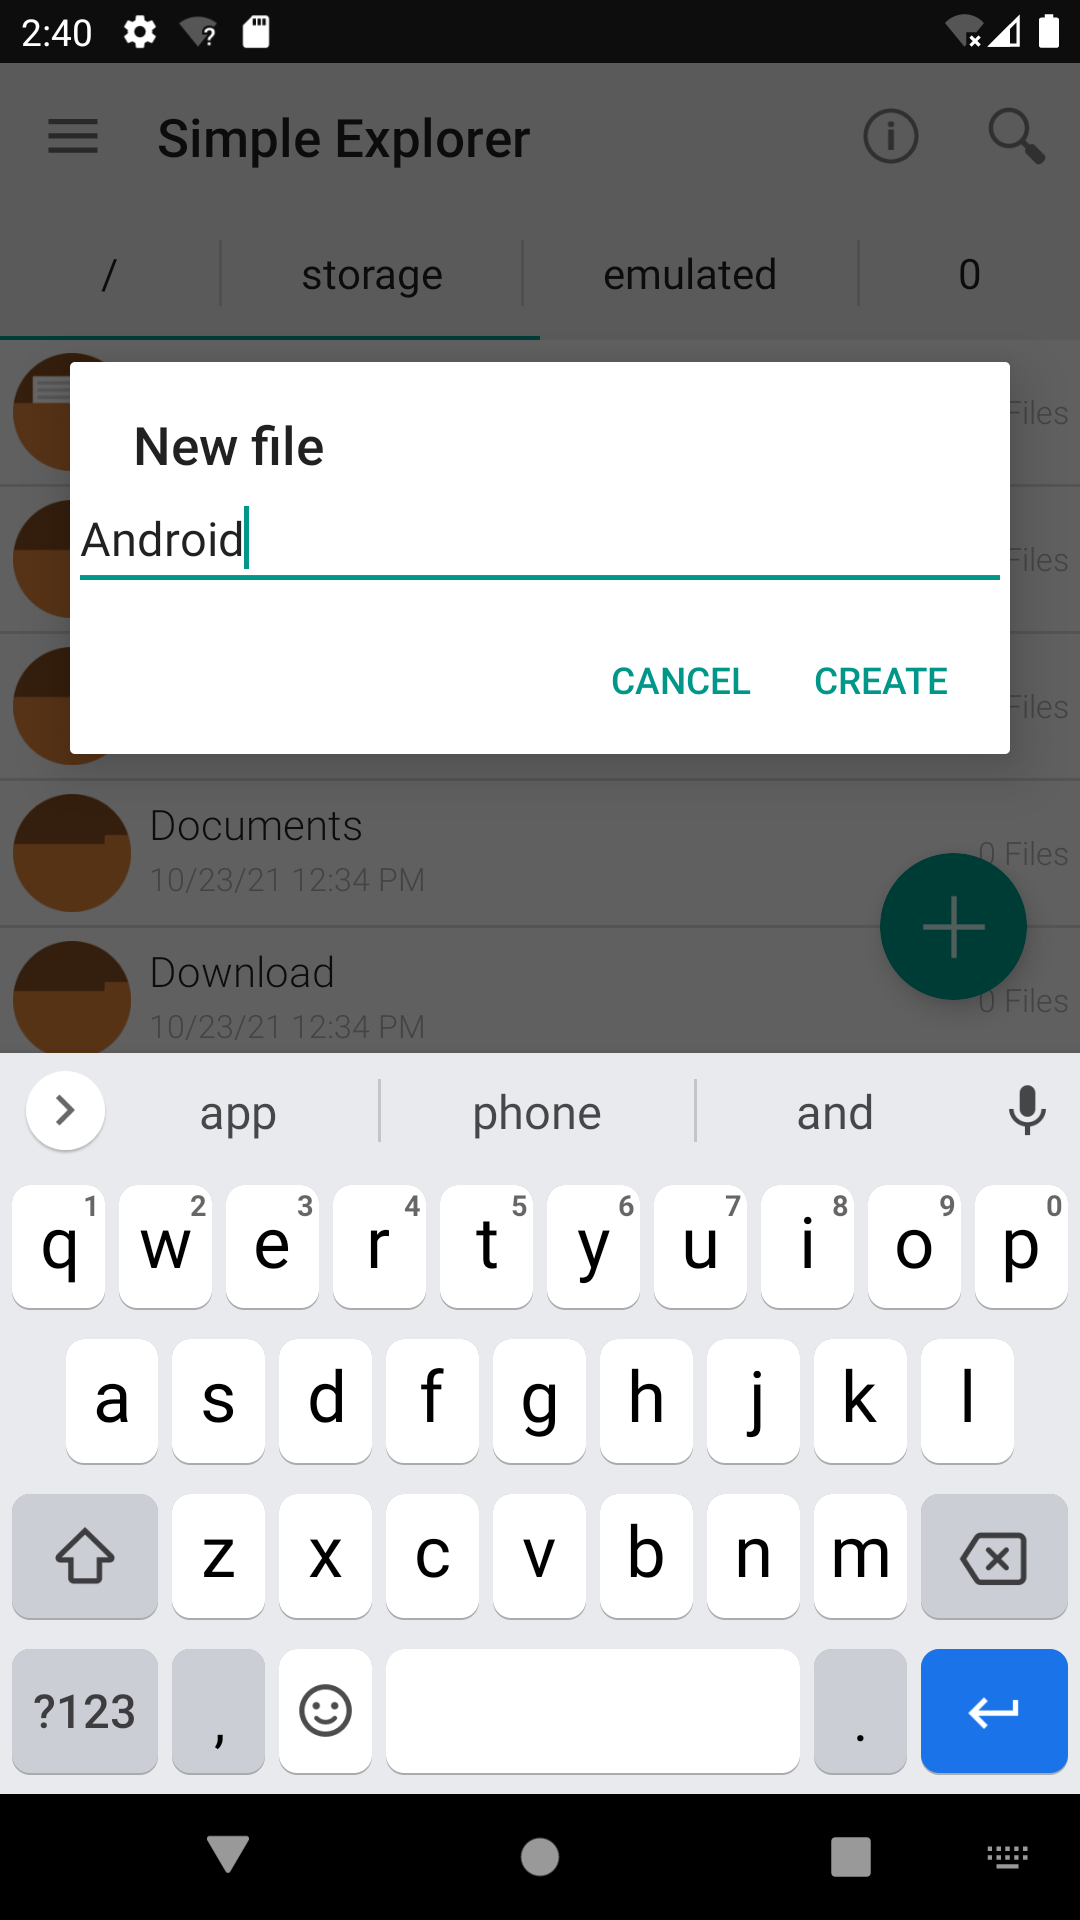 2:40
Simple Explorer
/ storage emulated 0
Files
New file
Android
Files
CANCEL CREATE
Files
Documents
10/23/21 12:34 PM
0 Files
Download
10/23/21 12:34 PM
0 Files
app phone and
q1 w2 e3 r4 t5 y6 u7 i8 o9 p0
a s d f g h j k l
z x c v b n m
?123 , .